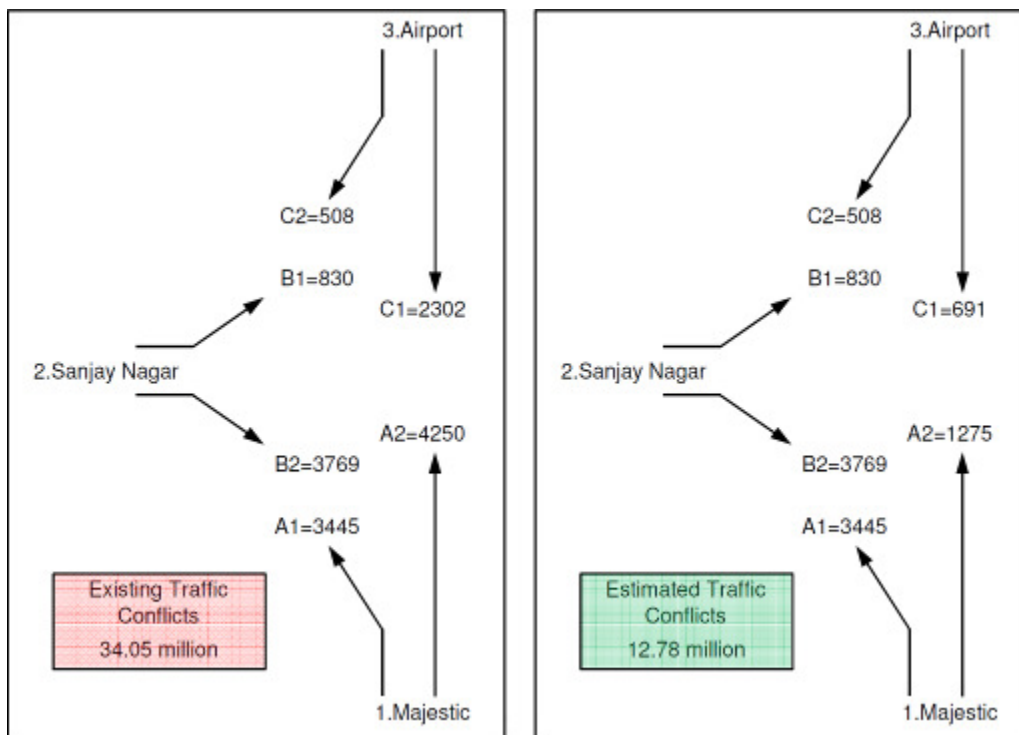 3.Airport
C2=508
B1=830
C1=2302
2.Sanjay Nagar
A2=4250
B2=3769
A1=3445
Existing Traffic
Conflicts
34.05 million
1.Majestic
3.Airport
C2=508
B1=830
C1=691
2.Sanjay Nagar
A2=1275
B2=3769
A1=3445
Estimated Traffic
Conflicts
12.78 million
1.Majestic